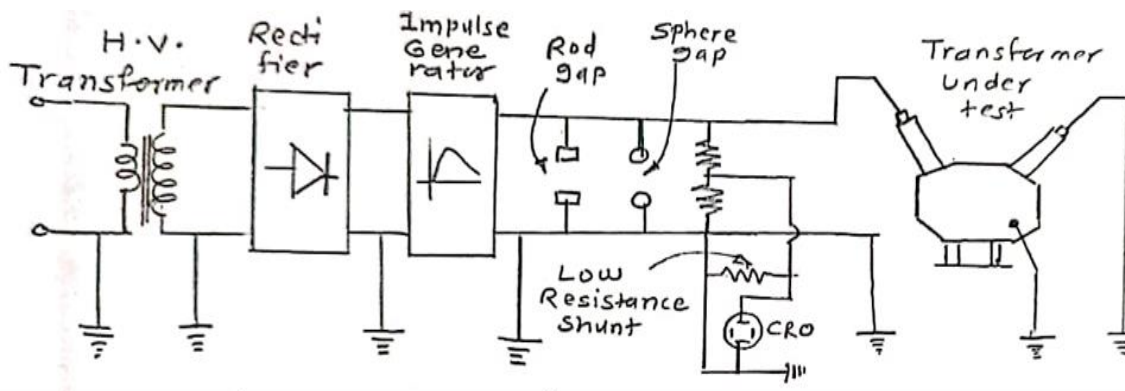 H.V.
Transformer
Recti
fier
Impulse
Gene
rator
Rod
gap
Sphere
gap
Transformer
under
test
Low
Resistance
Shunt
CRO